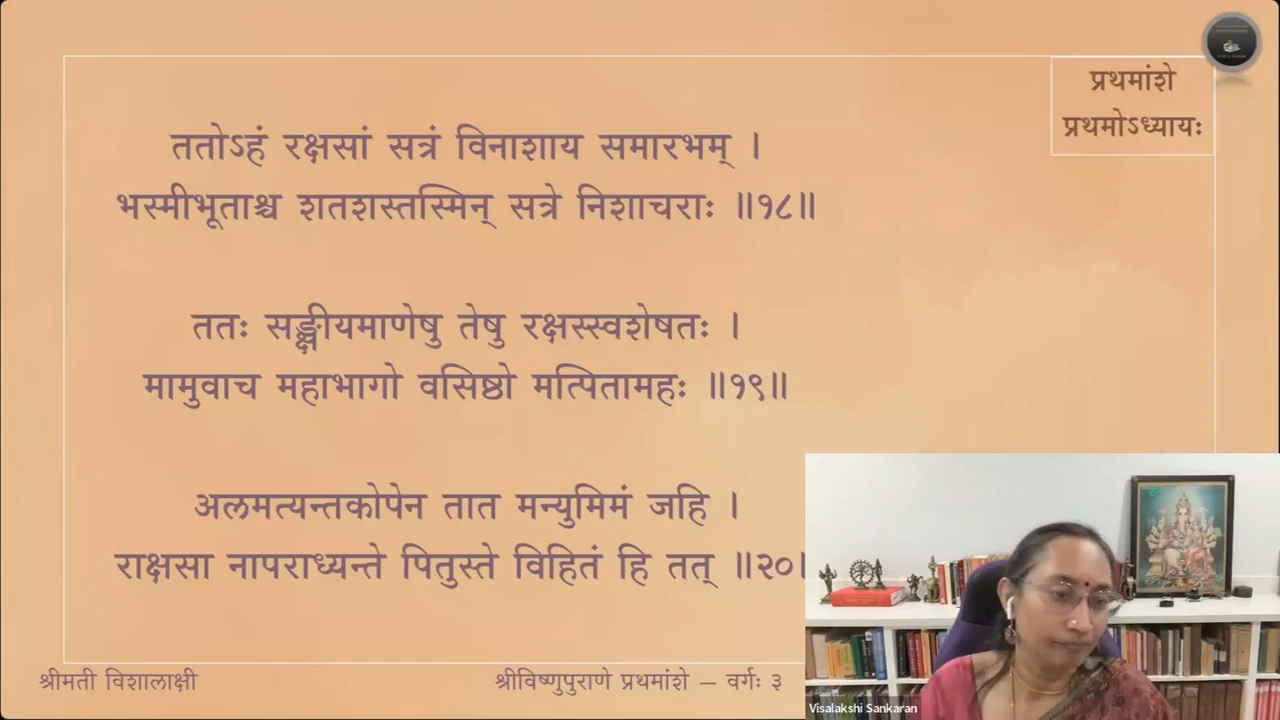 प्रथमांशे
प्रथमोऽध्यायः
ततोऽहं रक्षसां सत्रं विनाशाय समारभम् ।
भस्मीभूताश्च शतशस्तस्मिन् सत्रे निशाचराः ॥१८॥
ततः सङ्क्षीयमाणेषु तेषु रक्षस्स्वशेषतः ।
मामुवाच महाभागो वसिष्ठो मत्पितामहः ॥१९॥
अलमत्यन्तकोपेन तात मन्युमिमं जहि ।
राक्षसा नापराध्यन्ते पितुस्ते विहितं हि तत् ॥२०॥
श्रीमती विशालाक्षी
श्रीविष्णुपुराणे प्रथमांशे – वर्गः ३
Visalakshi Sankaran